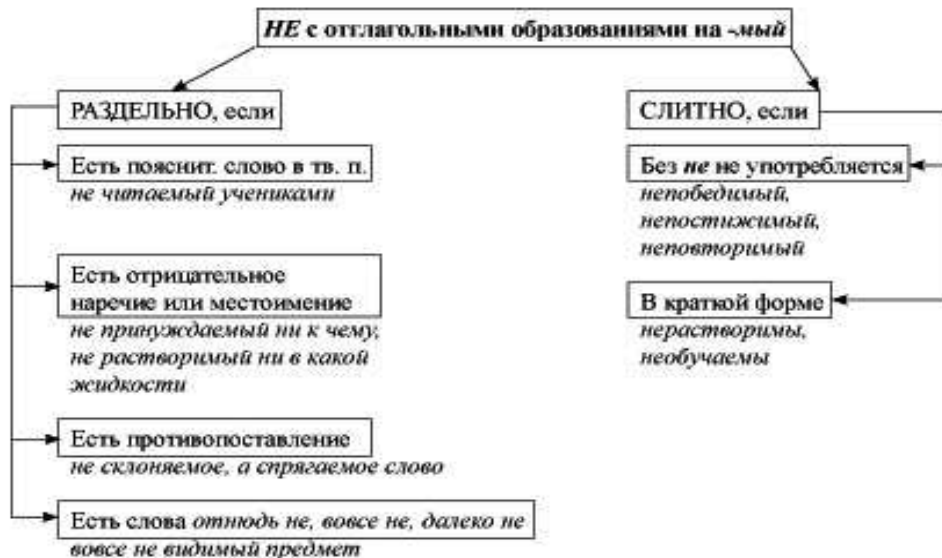 НЕ с отглагольными образованиями на -мый
РАЗДЕЛЬНО, если
Есть пояснит. слово в тв. п.
не читаемый учениками
Есть отрицательное
наречие или местоимение
не принуждаемый ни к чему,
не растворимый ни в какой
жидкости
Есть противопоставление
не склоняемое, а спрягаемое слово
Есть слова отнюдь не, вовсе не, далеко не
вовсе не видимый предмет
СЛИТНО, если
Без не не употребляется
непобедимый,
непостижимый,
неповторимый
В краткой форме
нерастворимы,
необучаемы